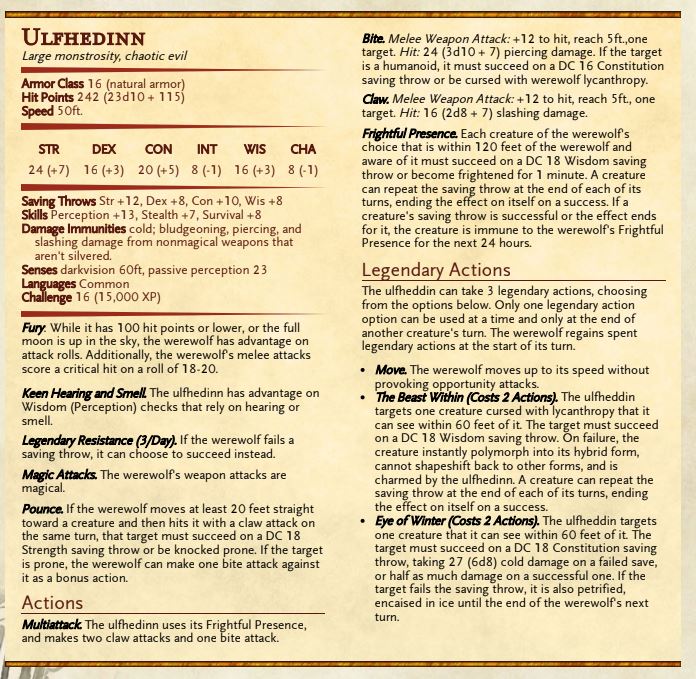 ULFHEDINN
Large monstrosity, chaotic evil
Armor Class 16 (natural armor)
Hit Points 242 (23d10 + 115)
Speed 50ft.
STR DEX CON INT WIS CHA
24 (+7) 16 (+3) 20 (+5) 8 (-1) 16 (+3) 8 (-1)
Saving Throws Str +12, Dex +8, Con +10, Wis +8
Skills Perception +13, Stealth +7, Survival +8
Damage Immunities cold; bludgeoning, piercing, and
slashing damage from nonmagical weapons that
aren't silvered.
Senses darkvision 60ft, passive perception 23
Languages Common
Challenge 16 (15,000 XP)
Fury. While it has 100 hit points or lower, or the full
moon is up in the sky, the werewolf has advantage on
attack rolls. Additionally, the werewolf's melee attacks
score a critical hit on a roll of 18-20.
Keen Hearing and Smell. The ulfhedinn has advantage on
Wisdom (Perception) checks that rely on hearing or
smell.
Legendary Resistance (3/Day). If the werewolf fails a
saving throw, it can choose to succeed instead.
Magic Attacks. The werewolf's weapon attacks are
magical.
Pounce. If the werewolf moves at least 20 feet straight
toward a creature and then hits it with a claw attack on
the same turn, that target must succeed on a DC 18
Strength saving throw or be knocked prone. If the target
is prone, the werewolf can make one bite attack against
it as a bonus action.
Actions
Multiattack. The ulfhedinn uses its Frightful Presence,
and makes two claw attacks and one bite attack.
Bite. Melee Weapon Attack: +12 to hit, reach 5ft.,one
target. Hit: 24 (3d10 + 7) piercing damage. If the target
is a humanoid, it must succeed on a DC 16 Constitution
saving throw or be cursed with werewolf lycanthropy.
Claw. Melee Weapon Attack: +12 to hit, reach 5ft., one
target. Hit: 16 (2d8 + 7) slashing damage.
Frightful Presence. Each creature of the werewolf's
choice that is within 120 feet of the werewolf and
aware of it must succeed on a DC 18 Wisdom saving
throw or become frightened for 1 minute. A creature
can repeat the saving throw at the end of each of its
turns, ending the effect on itself on a success. If a
creature's saving throw is successful or the effect ends
for it, the creature is immune to the werewolf's Frightful
Presence for the next 24 hours.
Legendary Actions
The ulfheddin can take 3 legendary actions, choosing
from the options below. Only one legendary action
option can be used at a time and only at the end of
another creature's turn. The werewolf regains spent
legendary actions at the start of its turn.
• Move. The werewolf moves up to its speed without
provoking opportunity attacks.
• The Beast Within (Costs 2 Actions). The ulfheddin
targets one creature cursed with lycanthropy that it
can see within 60 feet of it. The target must succeed
on a DC 18 Wisdom saving throw. On failure, the
creature instantly polymorph into its hybrid form,
cannot shapeshift back to other forms, and is
charmed by the ulfhedinn. A creature can repeat the
saving throw at the end of each of its turns, ending
the effect on itself on a success.
• Eye of Winter (Costs 2 Actions). The ulfheddin targets
one creature that it can see within 60 feet of it. The
target must succeed on a DC 18 Constitution saving
throw, taking 27 (6d8) cold damage on a failed save,
or half as much damage on a successful one. If the
target fails the saving throw, it is also petrified,
encaised in ice until the end of the werewolf's next
turn.